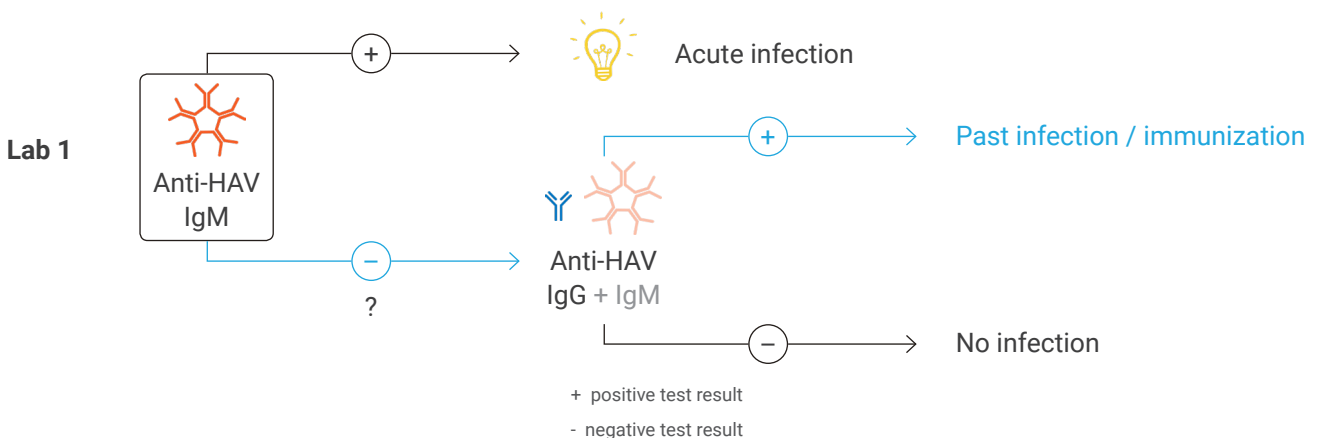 +
Acute infection
Lab 1
Anti-HAV
IgM
+
Past infection / immunization
−
?
Anti-HAV
IgG + IgM
−
No infection
+ positive test result
- negative test result